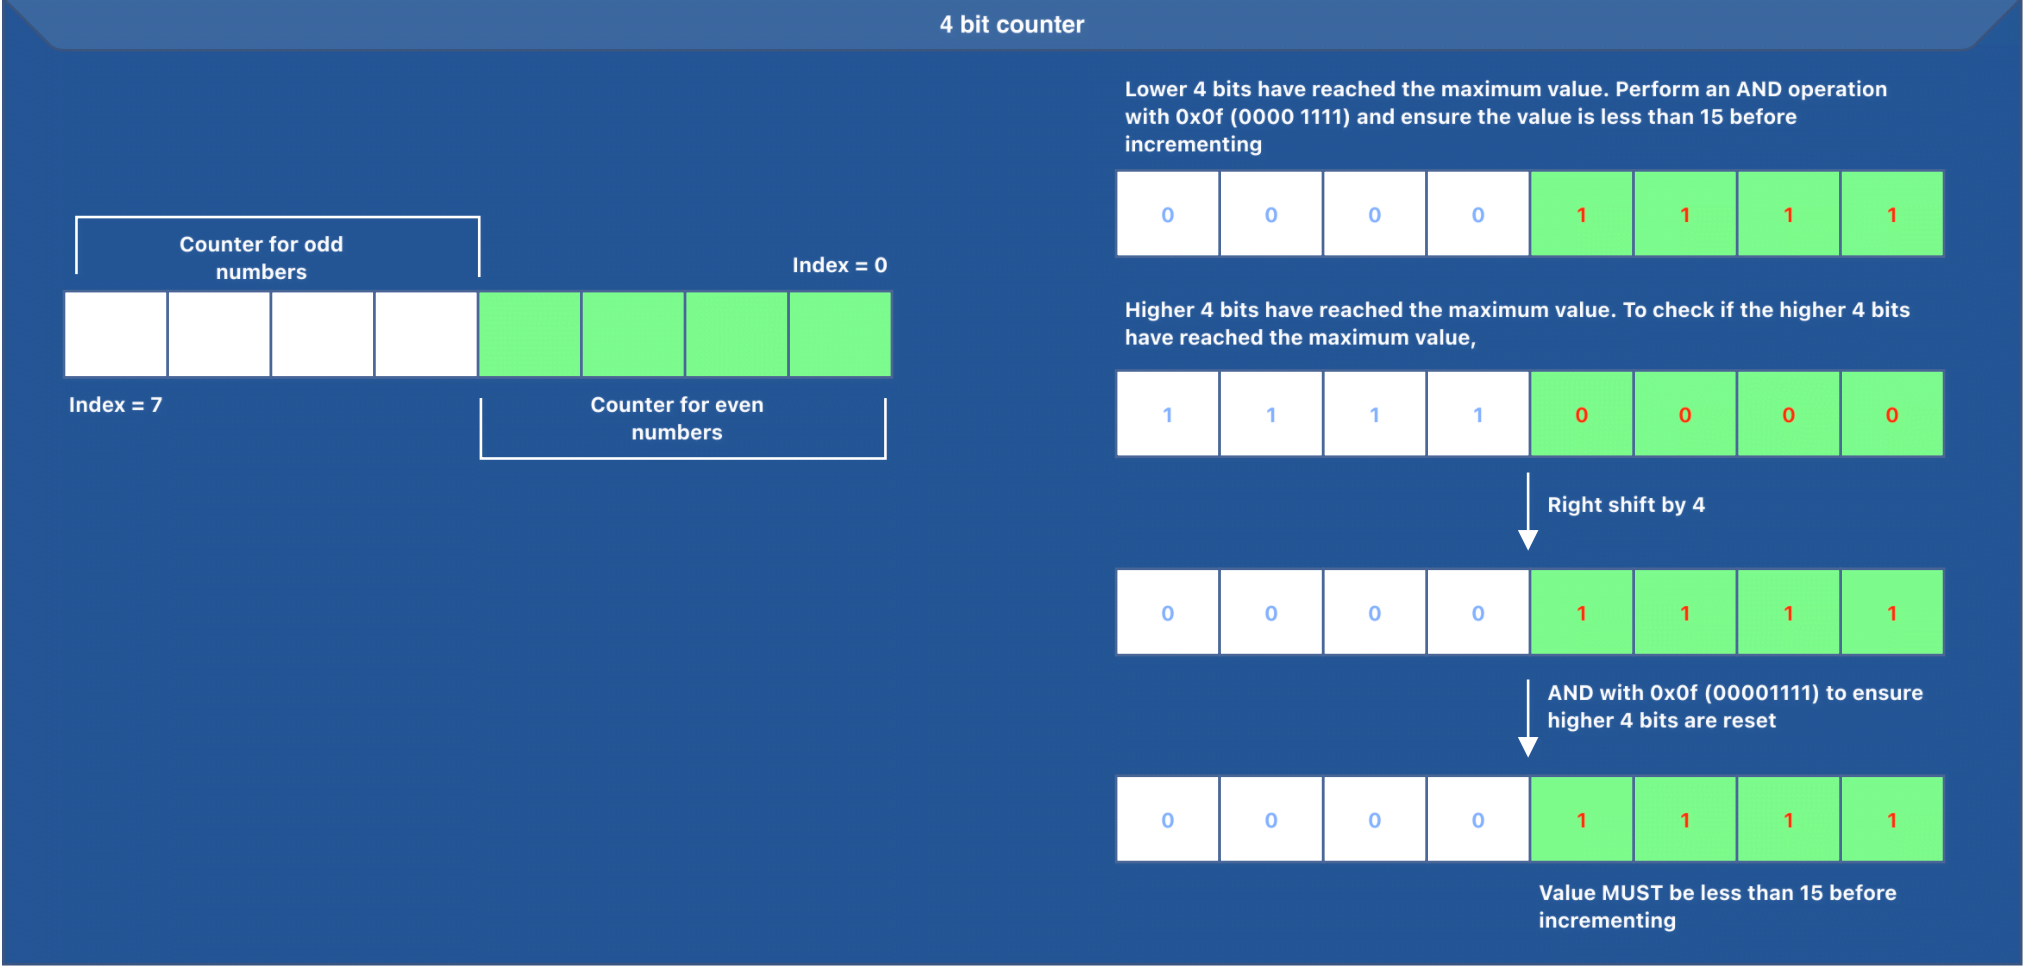 4 bit counter
Lower 4 bits have reached the maximum value. Perform an AND operation
with 0x0f (0000 1111) and ensure the value is less than 15 before
incrementing
0 0 0 0 1 1 1 1
Counter for odd
numbers
Index = 0
Index = 7
Counter for even
numbers
Higher 4 bits have reached the maximum value. To check if the higher 4 bits
have reached the maximum value,
1 1 1 1 0 0 0 0
Right shift by 4
0 0 0 0 1 1 1 1
AND with 0x0f (00001111) to ensure
higher 4 bits are reset
0 0 0 0 1 1 1 1
Value MUST be less than 15 before
incrementing